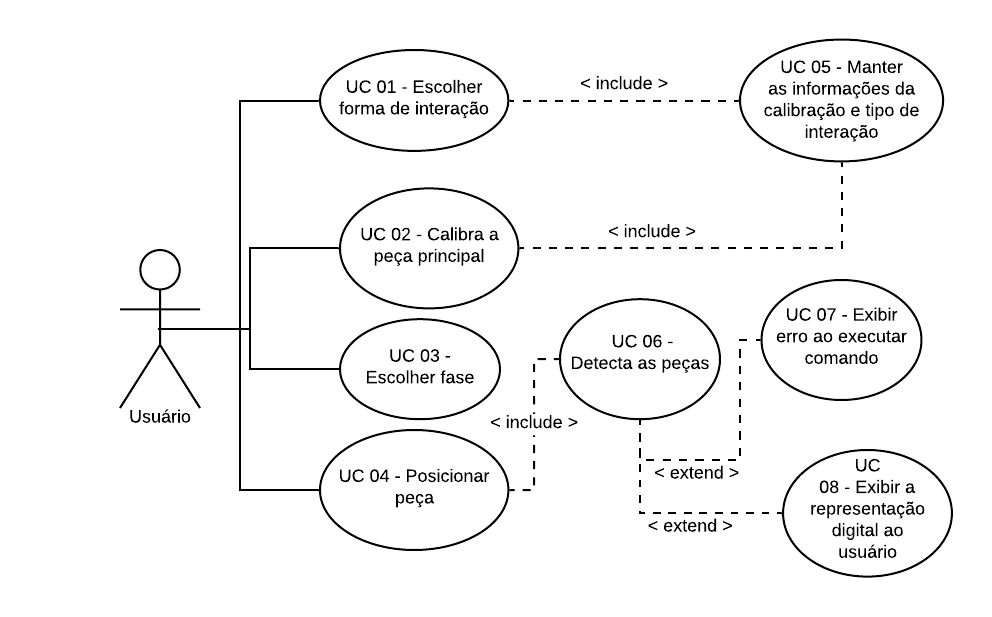 UC 01 - Escolher
forma de interação
< include >
UC 05 - Manter
as informações da
calibração e tipo de
interação
UC 02 - Calibra a
peça principal
< include >
UC 03 -
Escolher fase
UC 06 -
Detecta as peças
UC 07 - Exibir
erro ao executar
comando
Usuário
< include >
UC 04 - Posicionar
peça
< extend >
< extend >
UC
08 - Exibir a
representação
digital ao
usuário